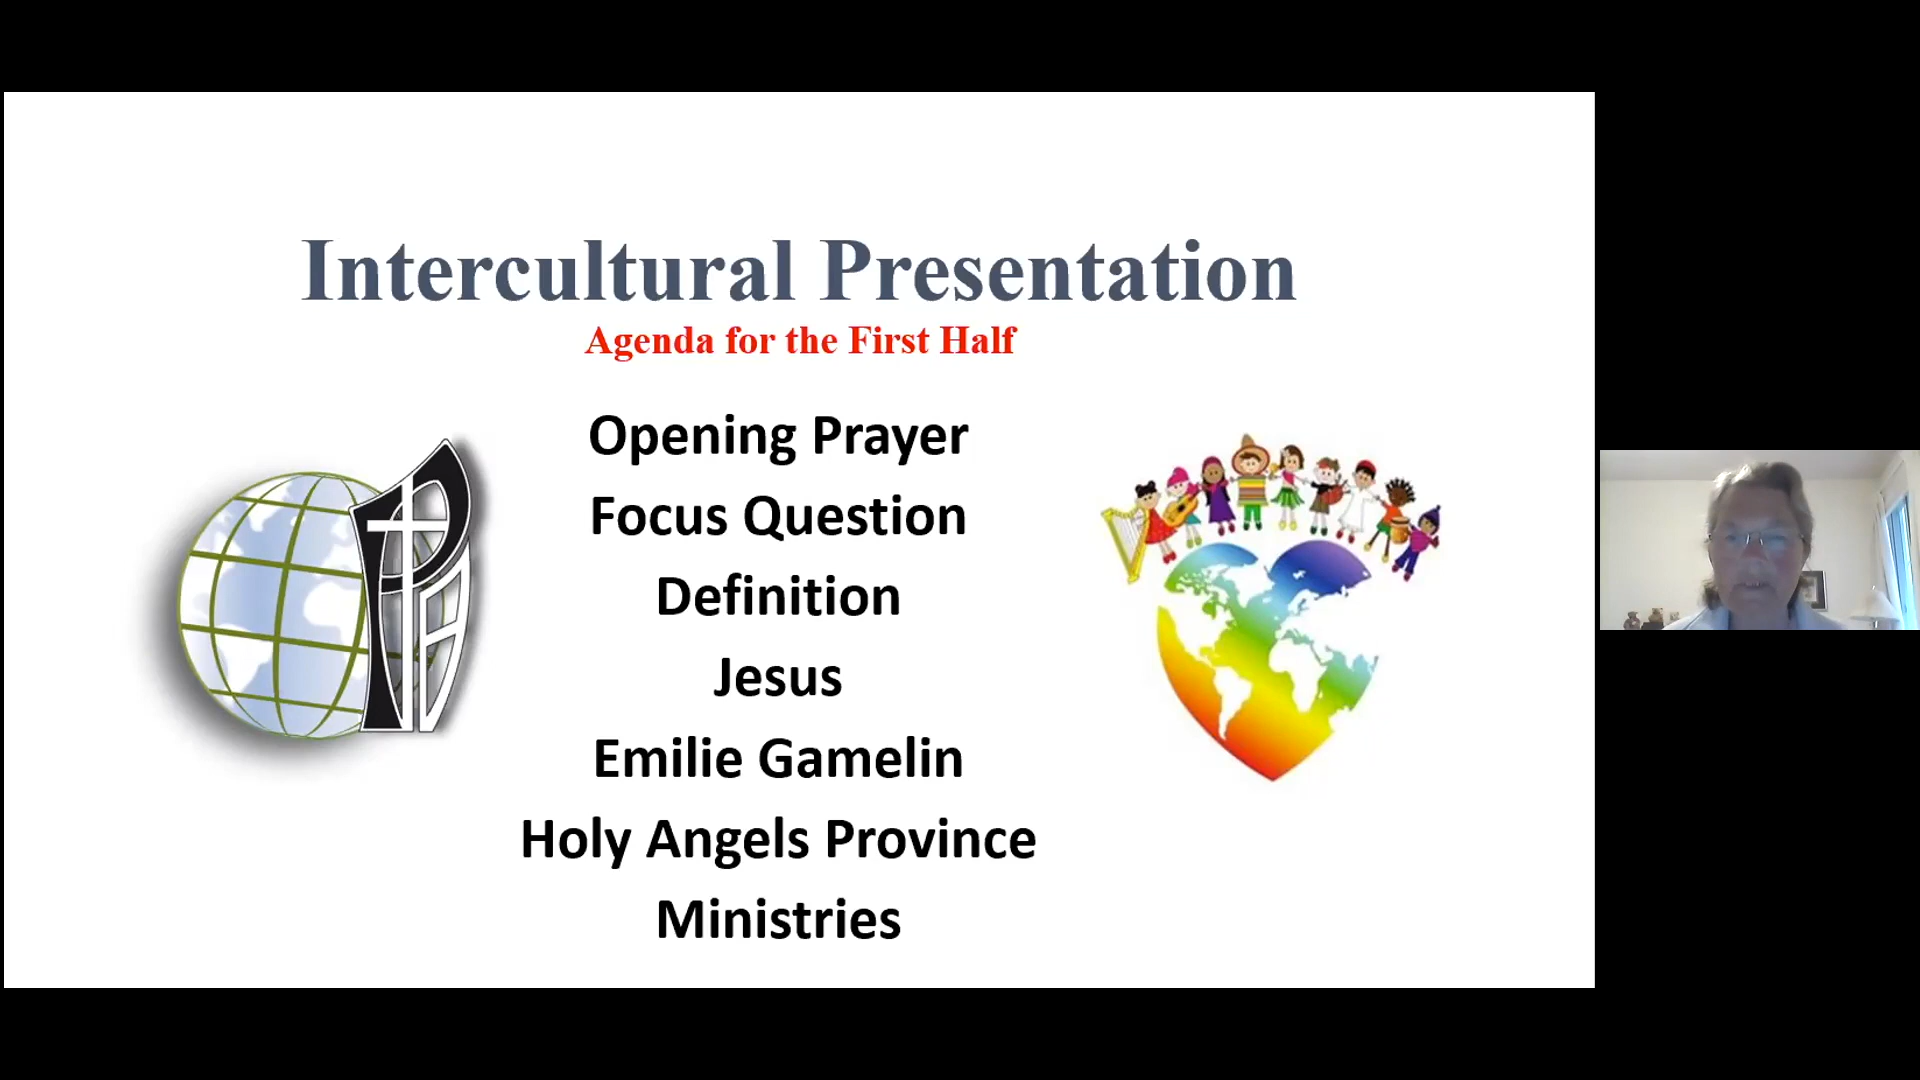 Intercultural Presentation
Agenda for the First Half
Opening Prayer
Focus Question
Definition
Jesus
Emilie Gamelin
Holy Angels Province
Ministries